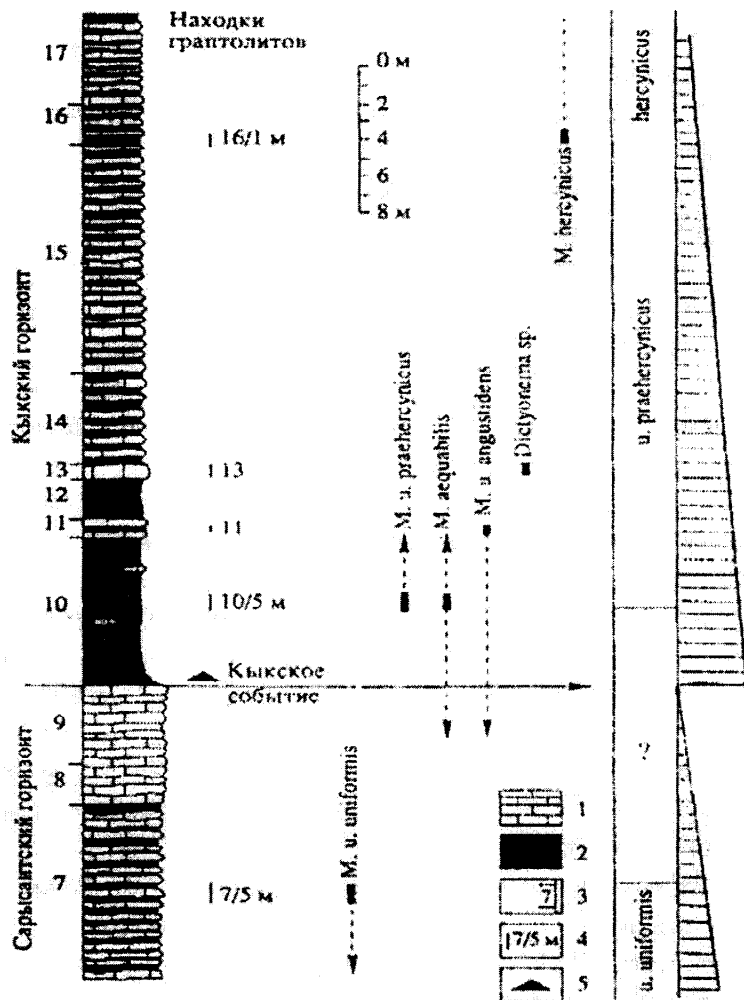 Находки
граптолитов
0 м
2
4
6
8 м
17
16
15
14
13
12
11
10
9
8
7
Кыкский горизонт
Сарысантский горизонт
16/1 м
13
11
10/5 м
7/5 м
Кыкское
событие
M. u. uniformis
M. u. praehercynicus
M. aequabilis
M. u. angustidens
Dictyonema sp.
M. hercynicus
hercynicus
u. praehercynicus
?
u. uniformis
1
2
7
3
7/5 м
4
5